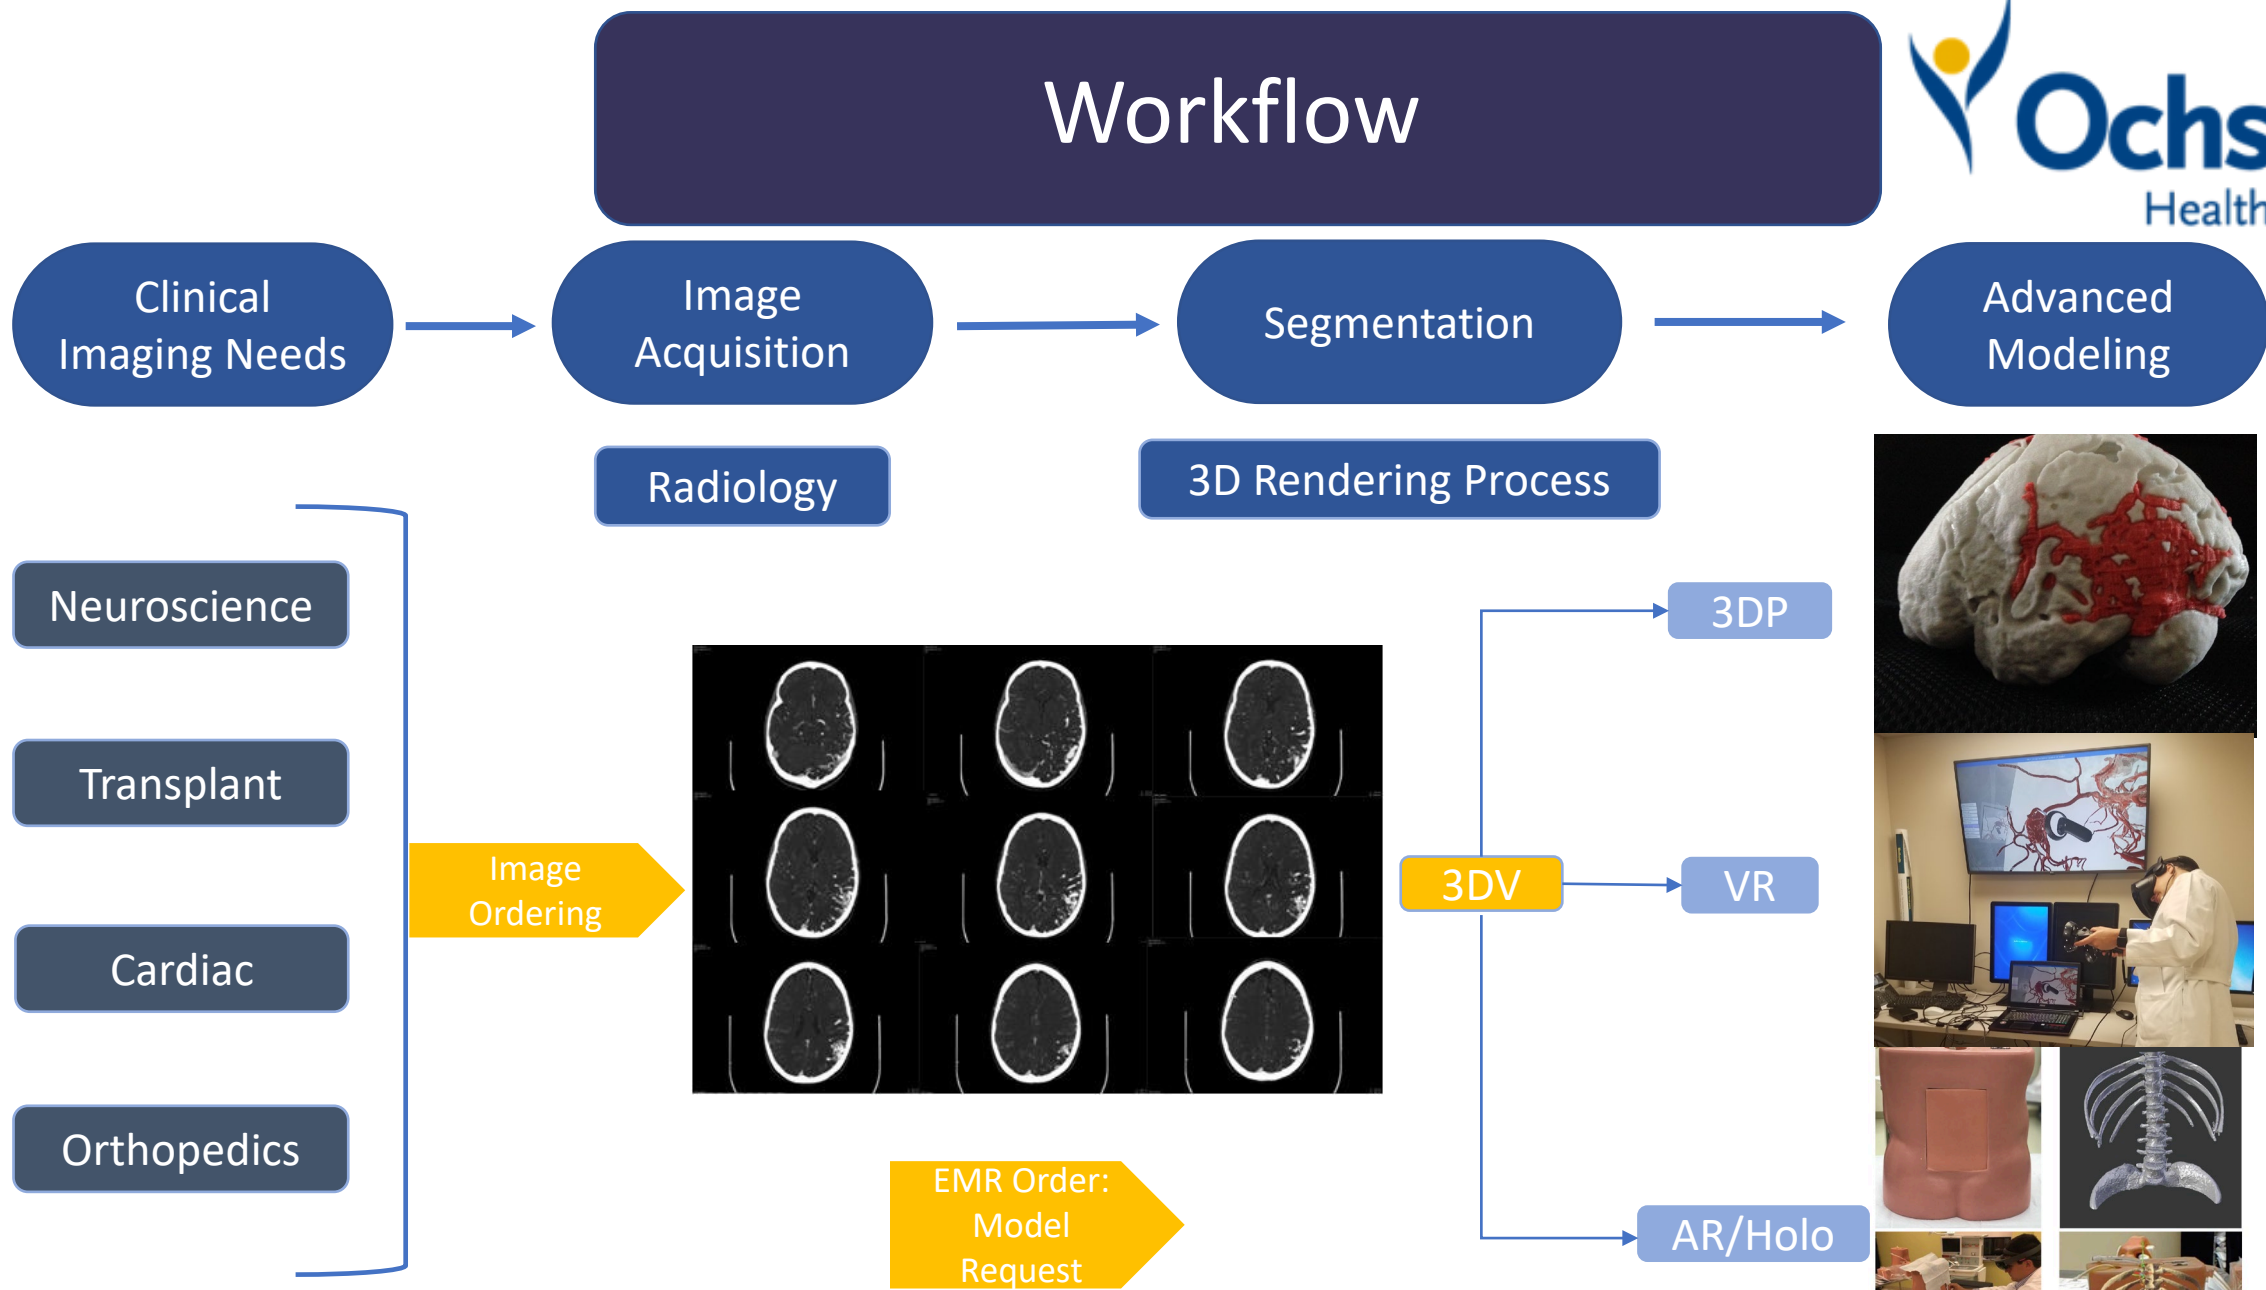 Workflow
Ochs
Health
Clinical
Imaging Needs
Image
Acquisition
Segmentation
Advanced
Modeling
Radiology
3D Rendering Process
Neuroscience
Transplant
Cardiac
Orthopedics
Image
Ordering
3DP
3DV
VR
AR/Holo
EMR Order:
Model
Request